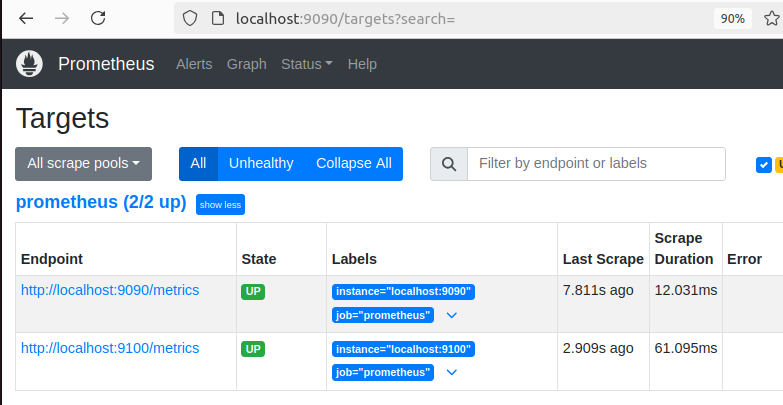 localhost:9090/targets?search=
90%
Prometheus Alerts Graph Status Help
Targets
All scrape pools All Unhealthy Collapse All Filter by endpoint or labels
prometheus (2/2 up) show less
Endpoint State Labels Last Scrape Scrape Duration Error
http://localhost:9090/metrics UP instance="localhost:9090" 7.811s ago 12.031ms
job="prometheus"
http://localhost:9100/metrics UP instance="localhost:9100" 2.909s ago 61.095ms
job="prometheus"